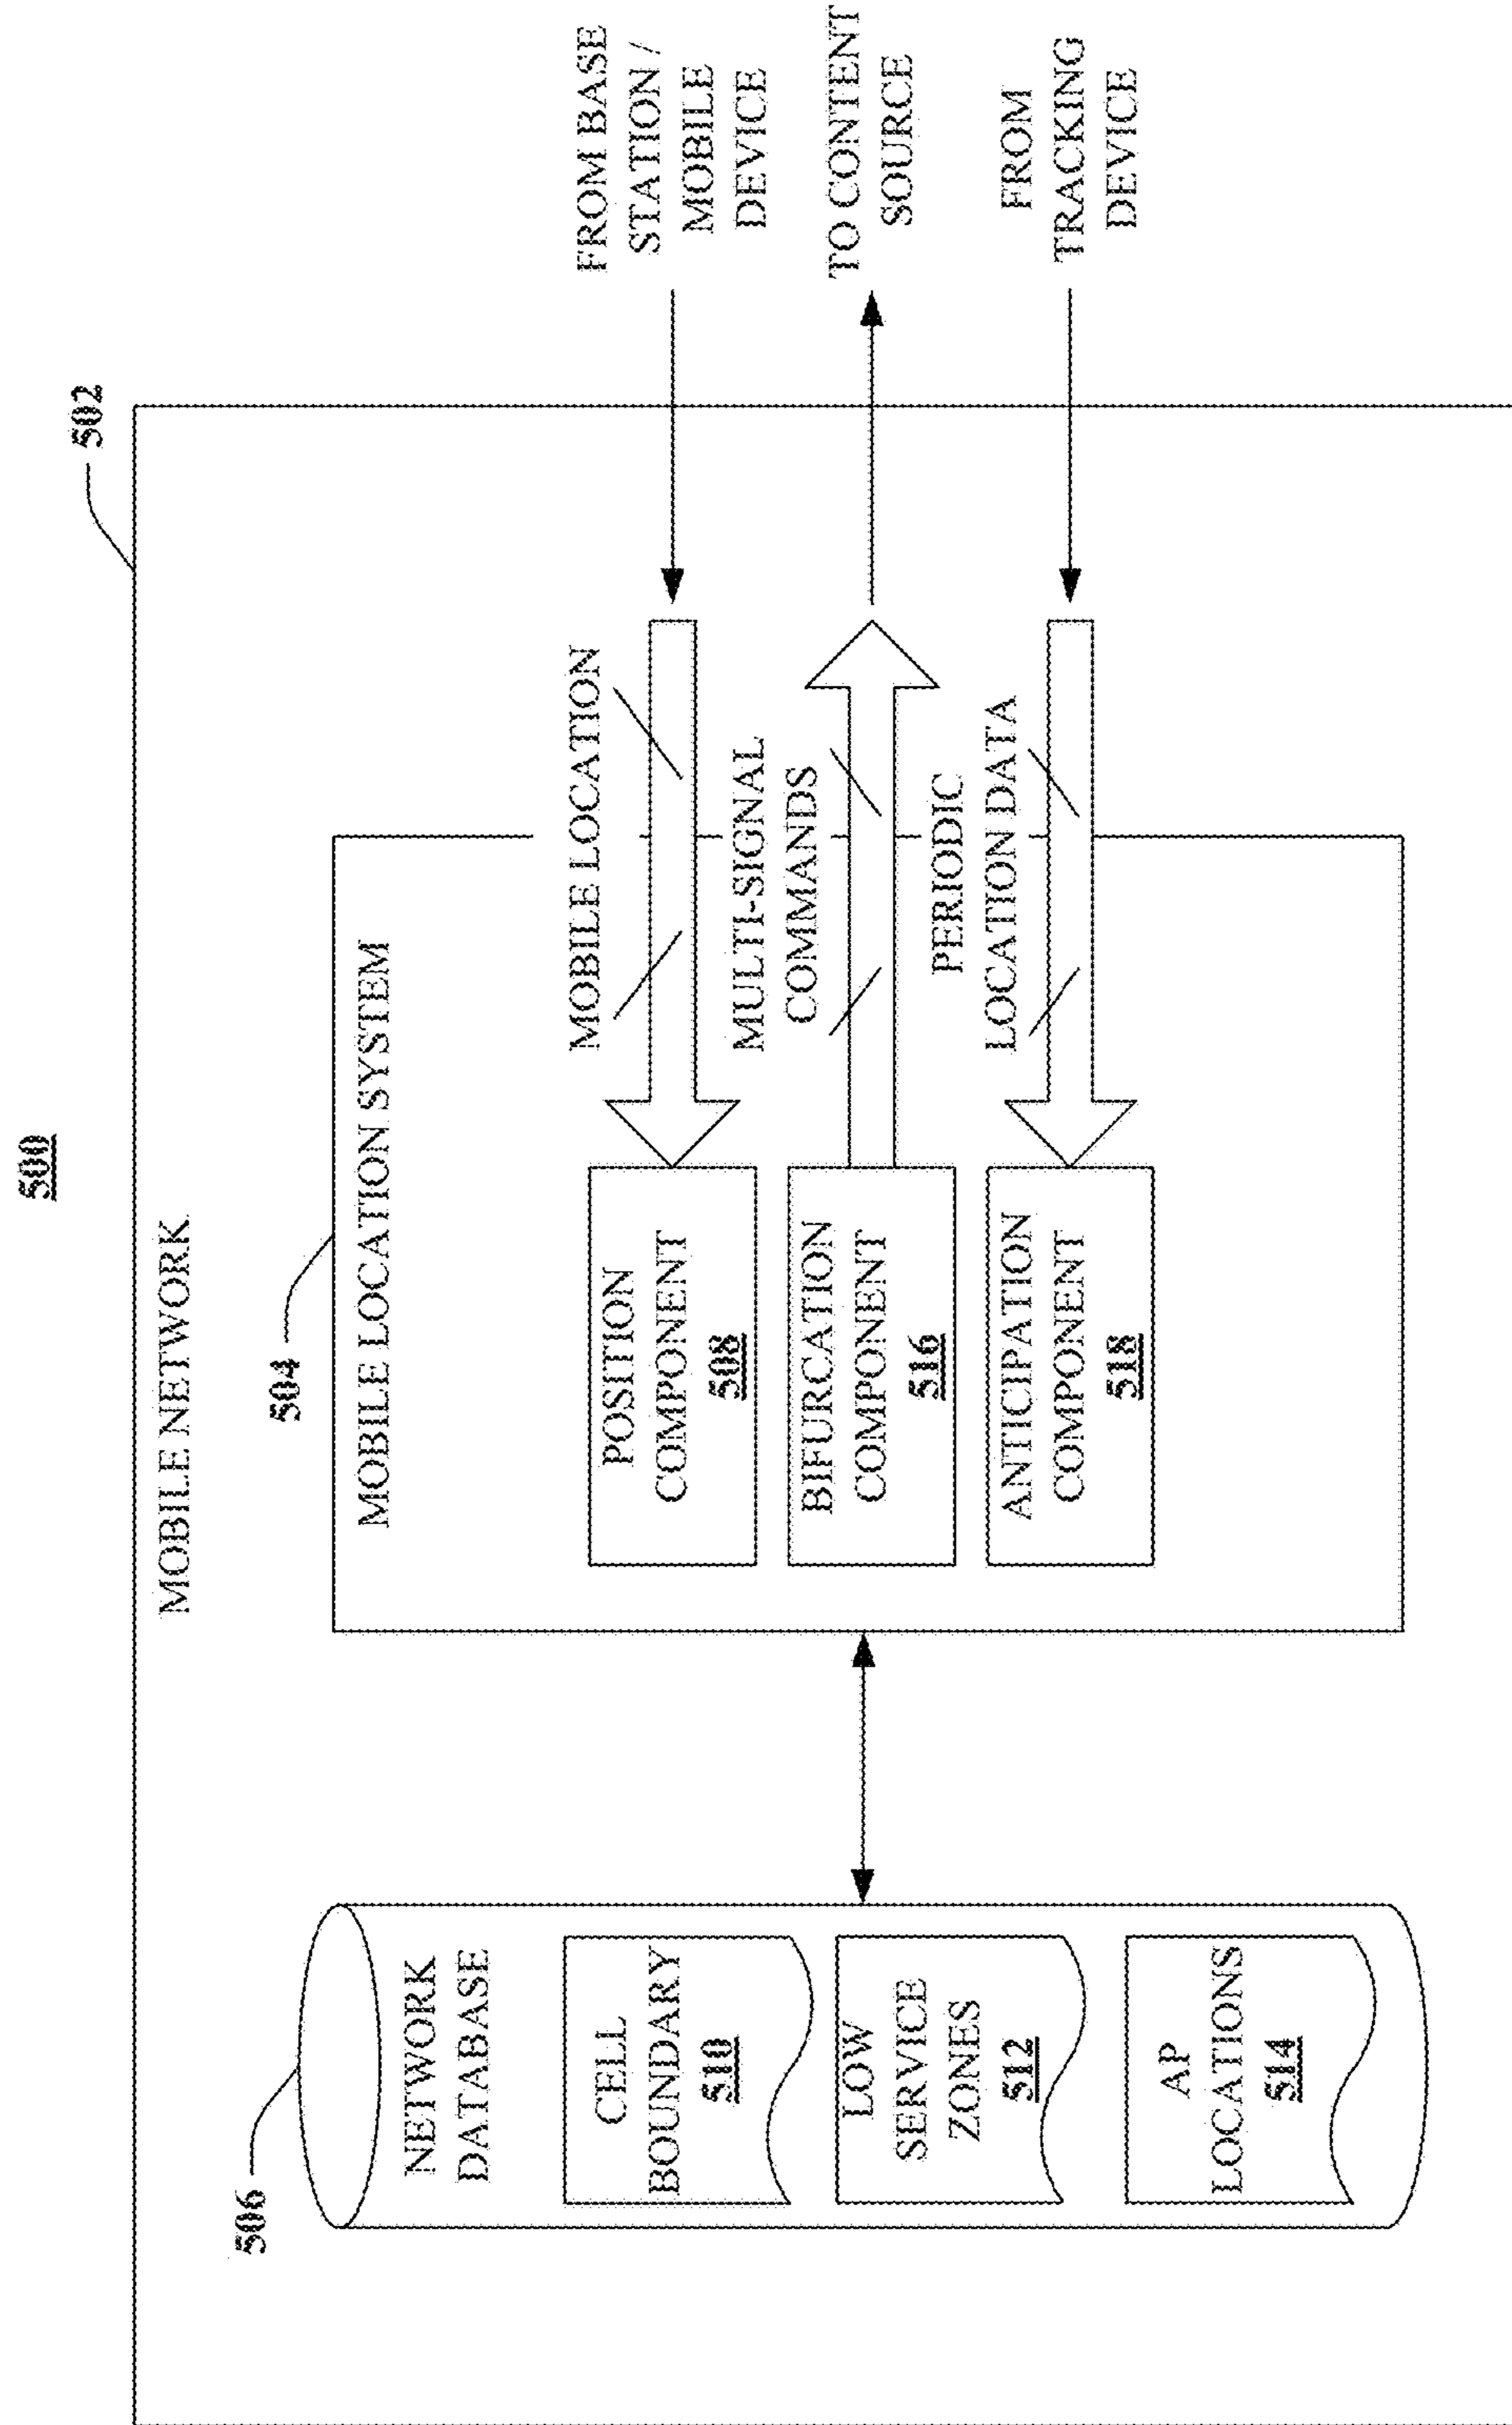 500
502
MOBILE NETWORK
504
MOBILE LOCATION SYSTEM
506
NETWORK
DATABASE
CELL
BOUNDARY
510
LOW
SERVICE
ZONES
512
AP
LOCATIONS
514
POSITION
COMPONENT
508
BIFURCATION
COMPONENT
516
ANTICIPATION
COMPONENT
518
MOBILE LOCATION
MULTI-SIGNAL
COMMANDS
PERIODIC
LOCATION DATA
FROM BASE
STATION /
MOBILE
DEVICE
TO CONTENT
SOURCE
FROM
TRACKING
DEVICE